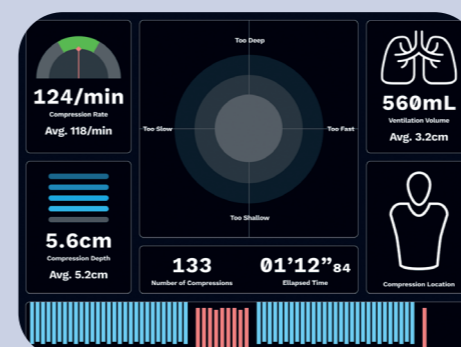 124/min
Compression Rate
Avg. 118/min
5.6cm
Compression Depth
Avg. 5.2cm
Too Deep
Too Slow
Too Fast
Too Shallow
133
Number of Compressions
01'12”84
Ellapsed Time
560mL
Ventilation Volume
Avg. 3.2cm
Compression Location